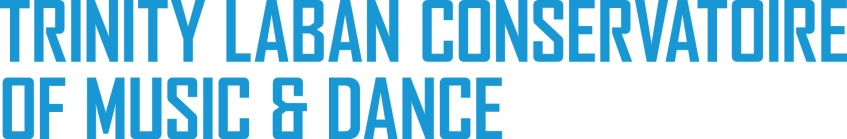 TRINITY LABAN CONSERVATOIRE
OF MUSIC & DANCE